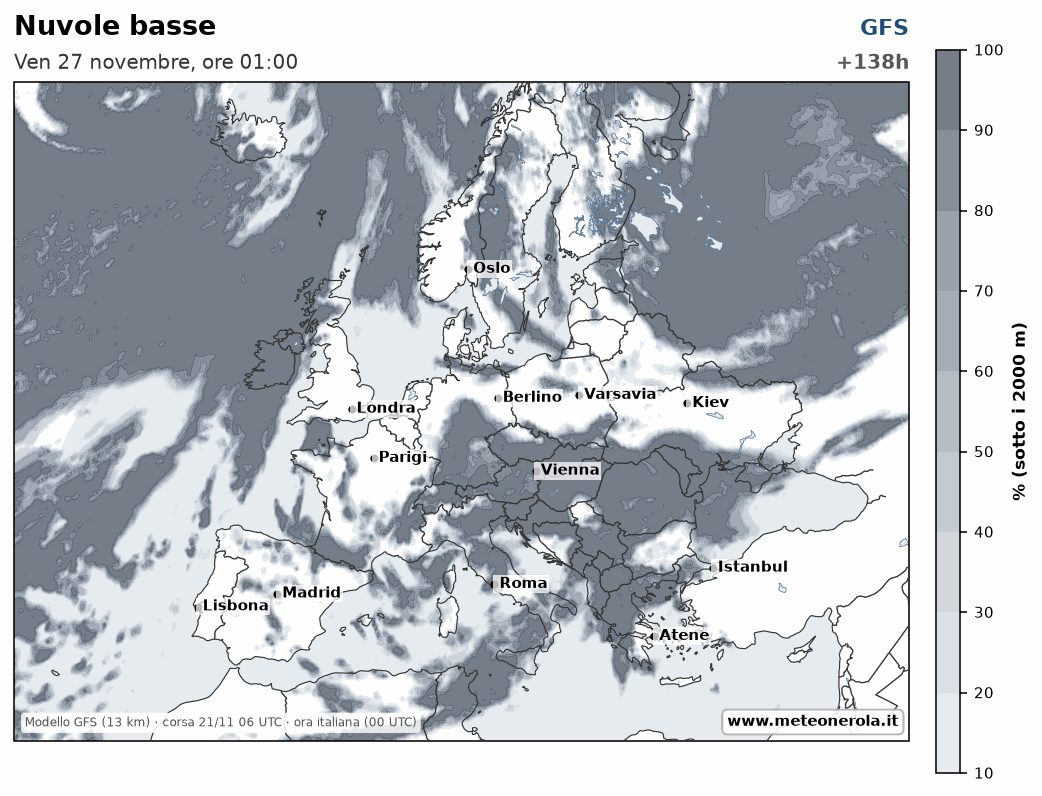 Nuvole basse
GFS
Ven 27 novembre, ore 01:00
+138h
Oslo
Londra
Berlino
Varsavia
Kiev
Parigi
Vienna
Istanbul
Roma
Madrid
Lisbona
Atene
Modello GFS (13 km) · corsa 21/11 06 UTC · ora italiana (00 UTC)
www.meteonerola.it
100
90
80
70
60
50
40
30
20
10
% (sotto i 2000 m)